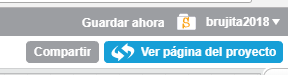 Guardar ahora S brujita2018
Compartir Ver página del proyecto